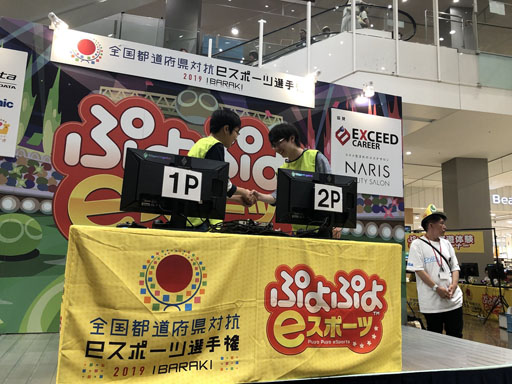 全国都道府県対抗
eスポーツ選手権
2019 IBARAKI
ぷよぷよ
eスポーツ
協賛
EXCEED
CAREER
NARIS
BEAUTY SALON
1P
2P
全国都道府県対抗
eスポーツ選手権
2019 IBARAKI
ぷよぷよ
eスポーツ
Puyo Puyo eSports
TM